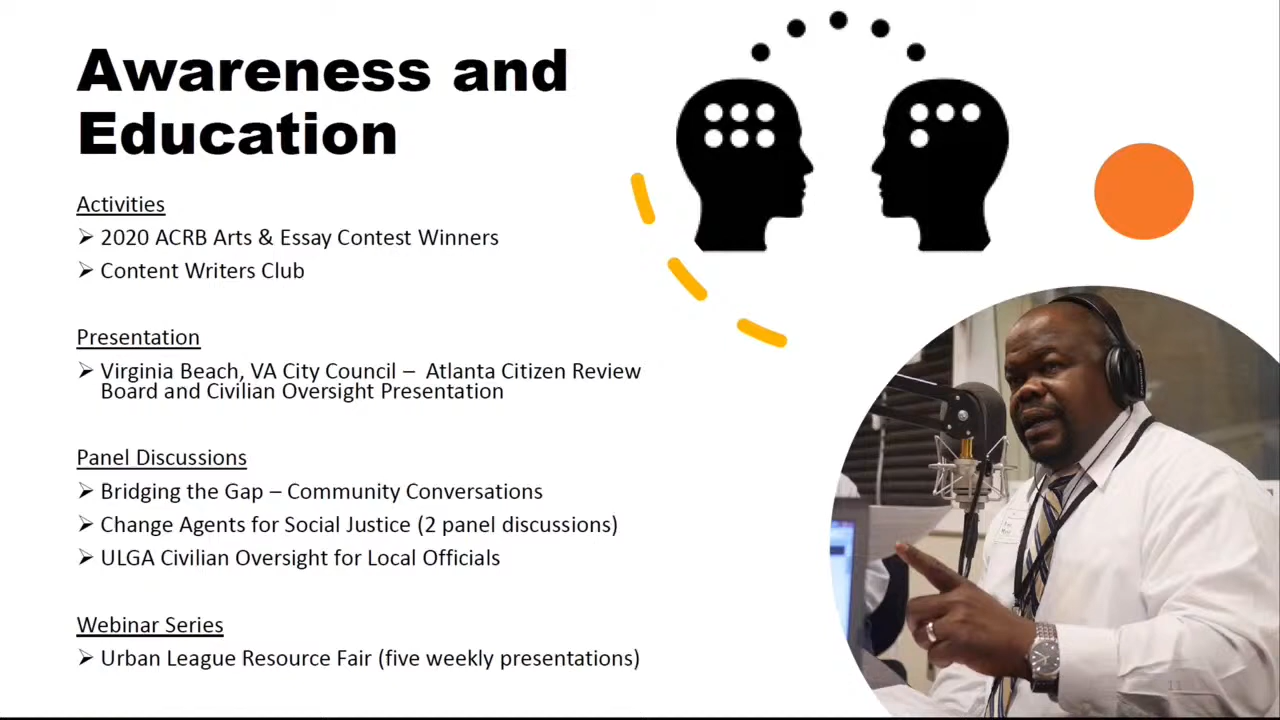 Awareness and
Education
Activities
➢ 2020 ACRB Arts & Essay Contest Winners
➢ Content Writers Club
Presentation
➢ Virginia Beach, VA City Council – Atlanta Citizen Review
Board and Civilian Oversight Presentation
Panel Discussions
➢ Bridging the Gap – Community Conversations
➢ Change Agents for Social Justice (2 panel discussions)
➢ ULGA Civilian Oversight for Local Officials
Webinar Series
➢ Urban League Resource Fair (five weekly presentations)
11